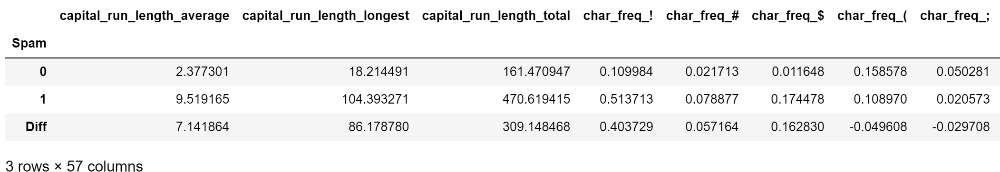 capital_run_length_average capital_run_length_longest capital_run_length_total char_freq_! char_freq_# char_freq_$ char_freq_( char_freq_;
Spam
0 2.377301 18.214491 161.470947 0.109984 0.021713 0.011648 0.158578 0.050281
1 9.519165 104.393271 470.619415 0.513713 0.078877 0.174478 0.108970 0.020573
Diff 7.141864 86.178780 309.148468 0.403729 0.057164 0.162830 -0.049608 -0.029708
3 rows × 57 columns